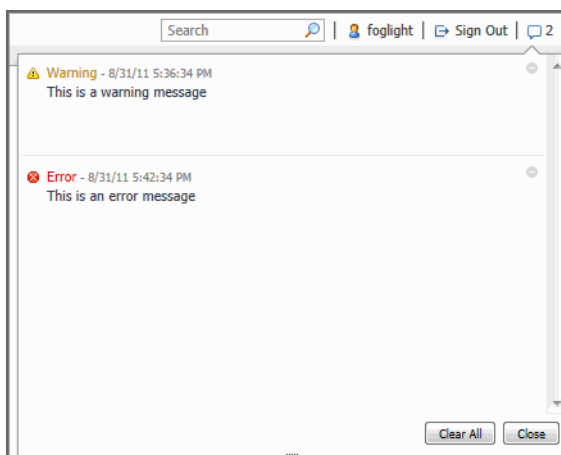 Search foglight Sign Out 2
Warning - 8/31/11 5:36:34 PM
This is a warning message
Error - 8/31/11 5:42:34 PM
This is an error message
Clear All Close